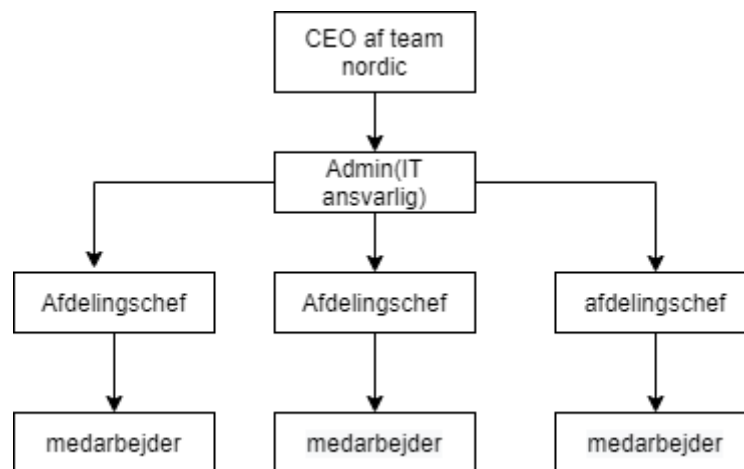 CEO af team
nordic
Admin(IT
ansvarlig)
Afdelingschef
Afdelingschef
afdelingschef
medarbejder
medarbejder
medarbejder